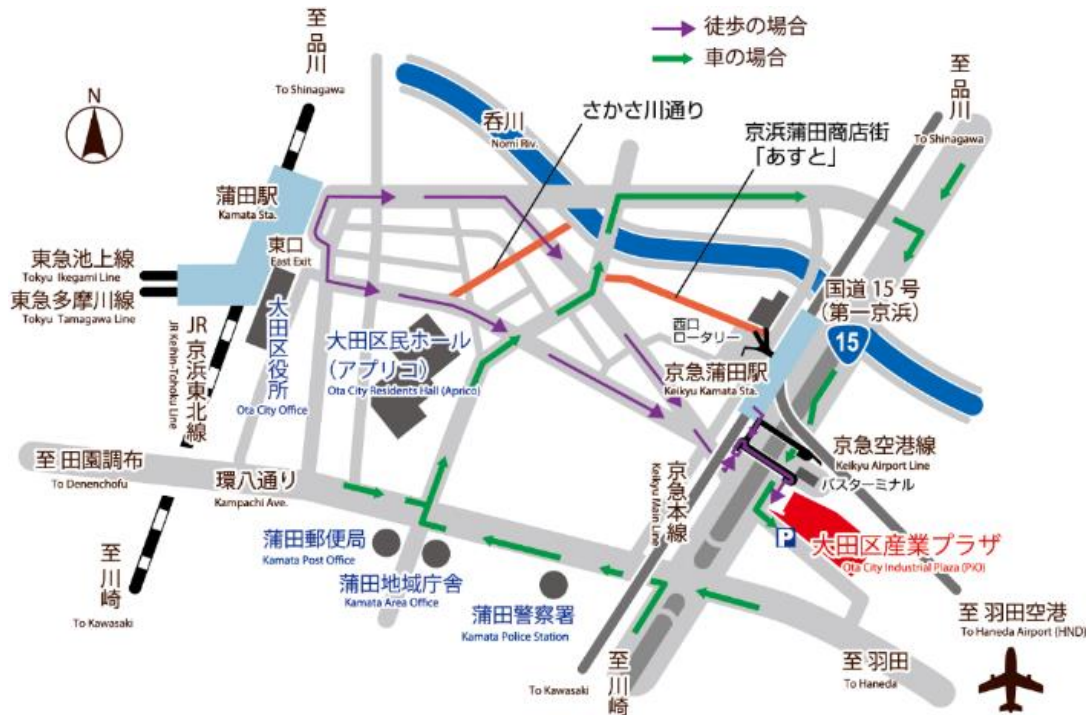 徒歩の場合
車の場合
至 品川
To Shinagawa
N
呑川
Nomi Riv.
さかさ川通り
京浜蒲田商店街
「あすと」
至 品川
To Shinagawa
蒲田駅
Kamata Sta.
東口
East Exit
東急池上線
Tokyu Ikegami Line
東急多摩川線
Tokyu Tamagawa Line
JR 京浜東北線
JR Keihin-Tohoku Line
大田区役所
Ota City Office
大田区民ホール
(アプリコ)
Ota City Residents Hall (Aprico)
西口
ロータリー
国道 15 号
(第一京浜)
15
京急蒲田駅
Keikyu Kamata Sta.
京急空港線
Keikyu Airport Line
バスターミナル
京急本線
Keikyu Main Line
至 田園調布
To Denenchofu
環八通り
Kampachi Ave.
蒲田郵便局
Kamata Post Office
蒲田地域庁舎
Kamata Area Office
蒲田警察署
Kamata Police Station
P
大田区産業プラザ
Ota City Industrial Plaza (PiO)
至 川崎
To Kawasaki
至 川崎
To Kawasaki
至 羽田
To Haneda
至 羽田空港
To Haneda Airport (HND)